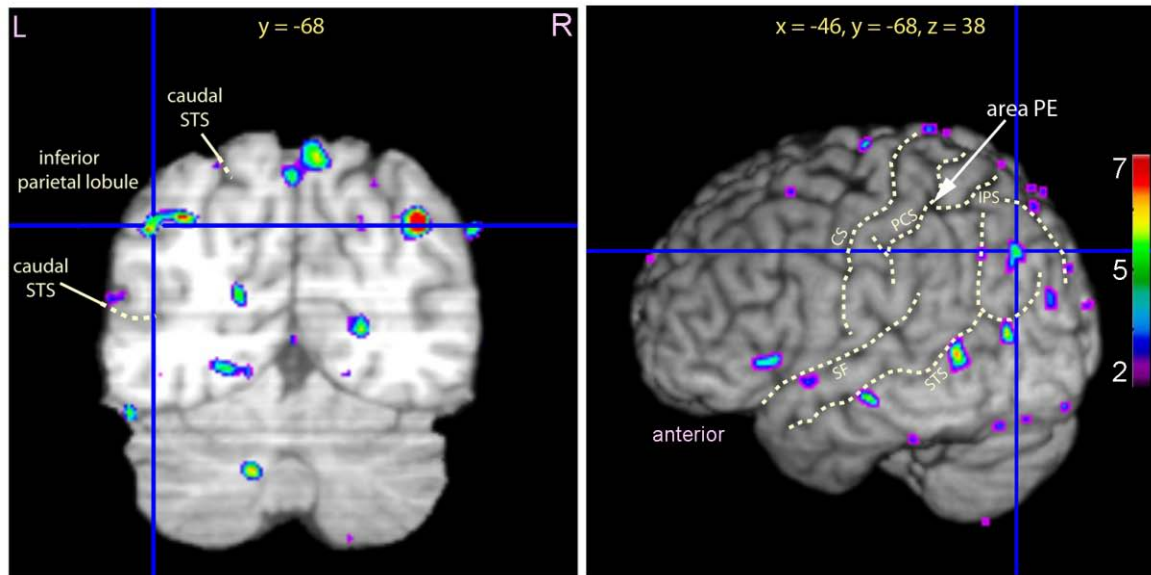 L
y = -68
R
caudal
STS
inferior
parietal lobule
caudal
STS
x = -46, y = -68, z = 38
area PE
IPS
PCS
CS
SF
STS
anterior
7
5
2